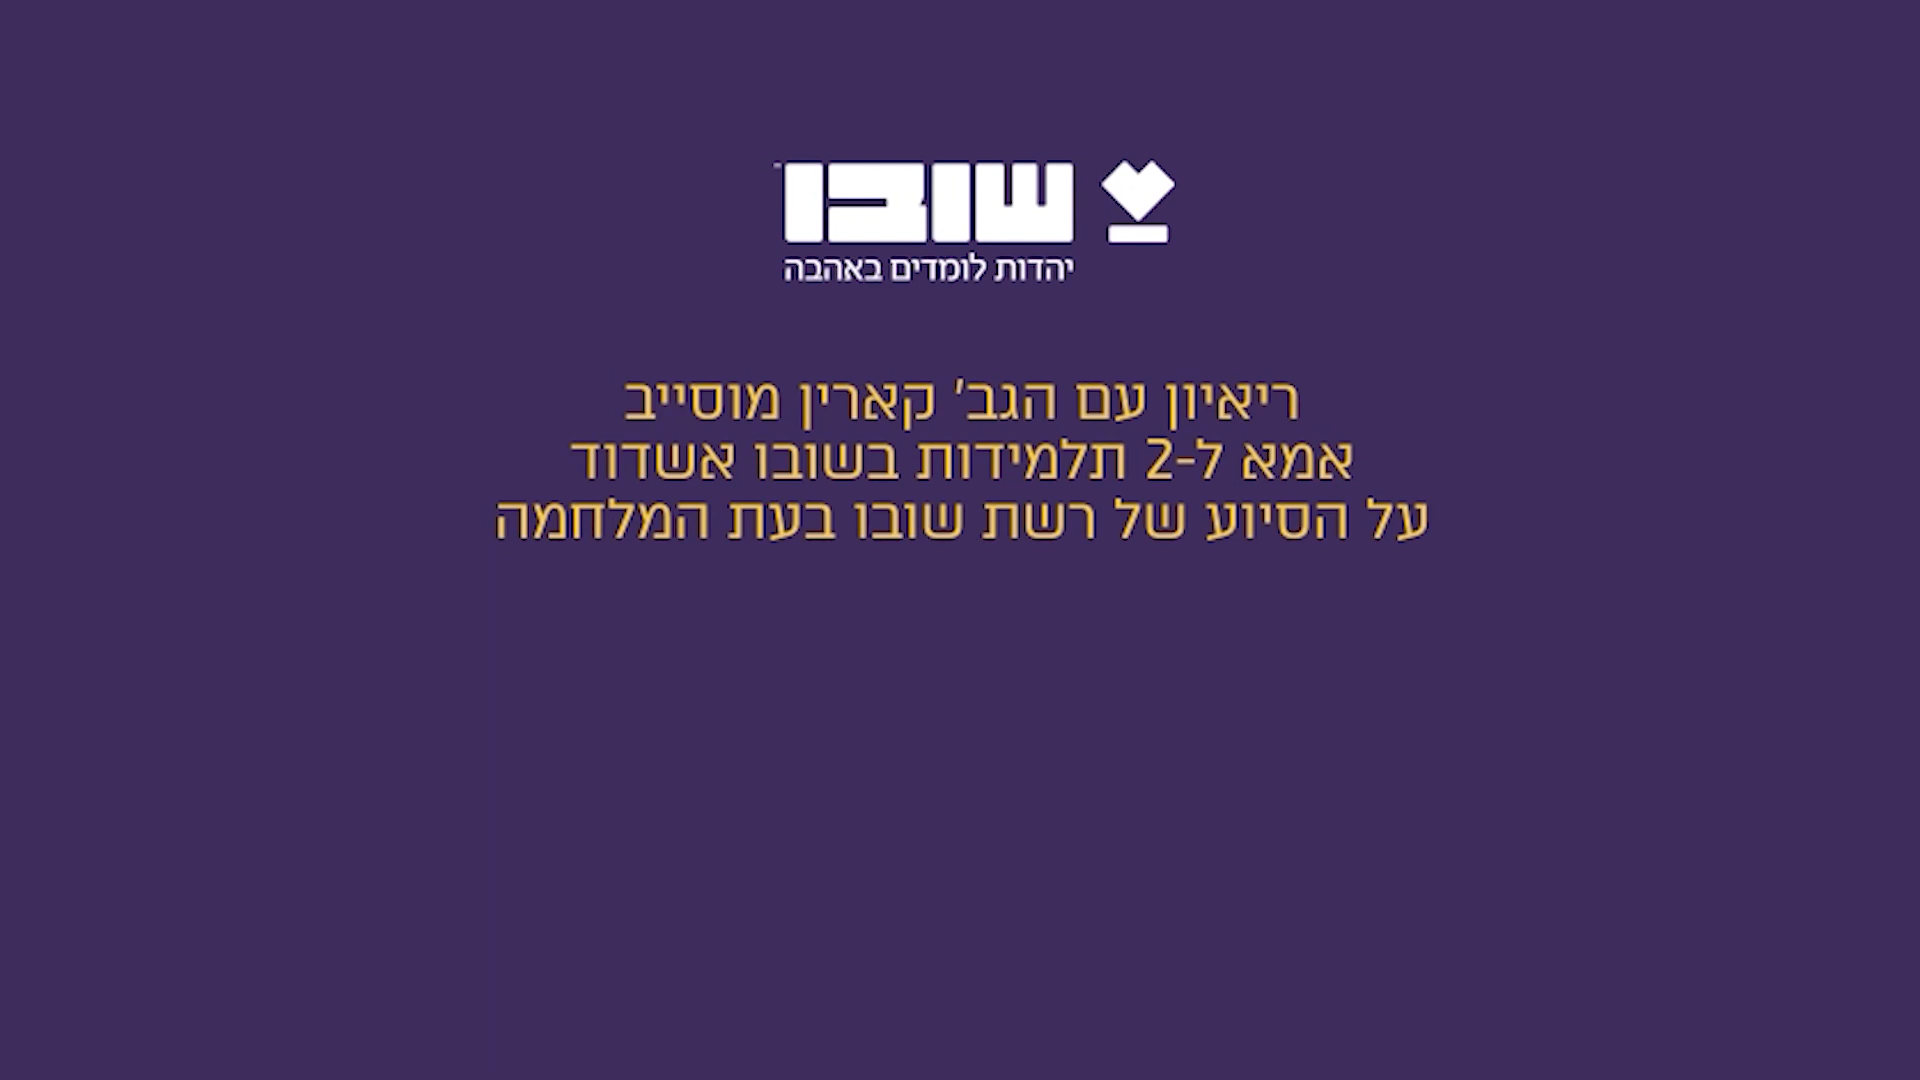 שובו
יהדות לומדים באהבה
ריאיון עם הגב' קארין מוסייב
אמא ל-2 תלמידות בשובו אשדוד
על הסיוע של רשת שובו בעת המלחמה